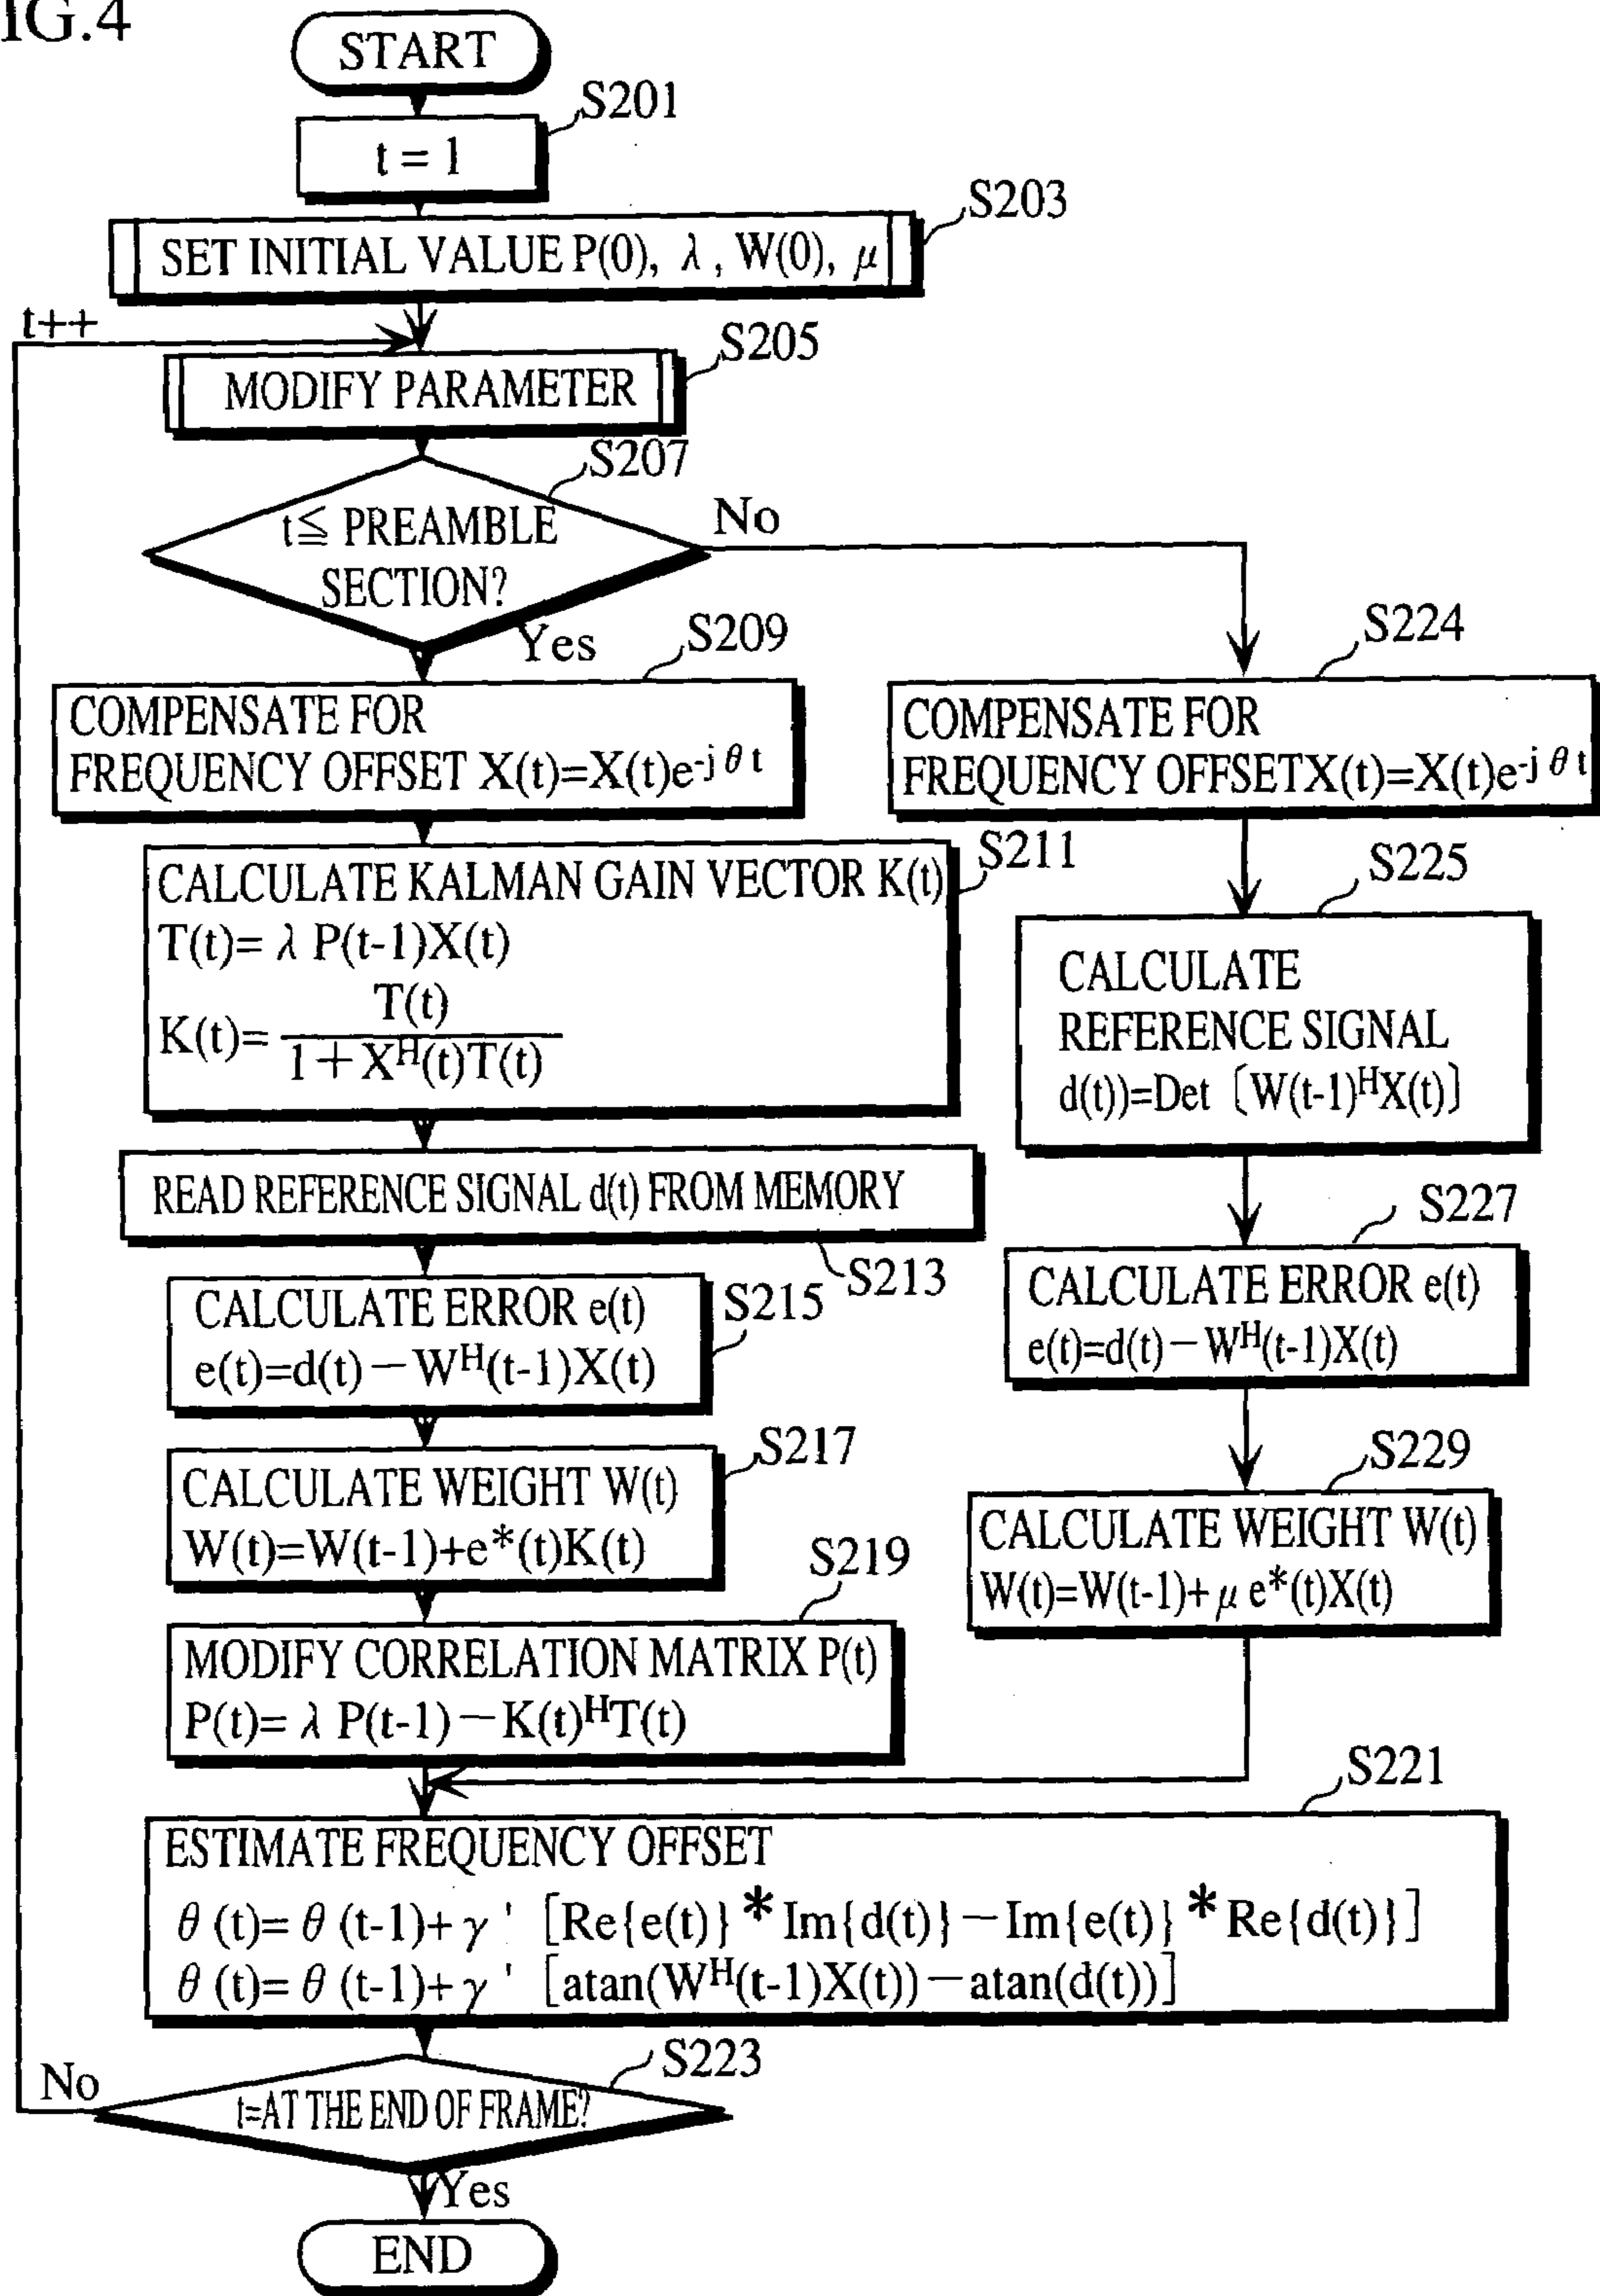 IG.4
START
S201
t = 1
S203
SET INITIAL VALUE P(0), λ, W(0), μ
t++
S205
MODIFY PARAMETER
S207
t≦ PREAMBLE
SECTION?
No
Yes
S209
COMPENSATE FOR
FREQUENCY OFFSET X(t)=X(t)e-j θ t
S211
CALCULATE KALMAN GAIN VECTOR K(t)
T(t)= λ P(t-1)X(t)
K(t)= T(t)
1+XH(t)T(t)
READ REFERENCE SIGNAL d(t) FROM MEMORY
S213
S215
CALCULATE ERROR e(t)
e(t)=d(t)−WH(t-1)X(t)
S217
CALCULATE WEIGHT W(t)
W(t)=W(t-1)+e*(t)K(t)
S219
MODIFY CORRELATION MATRIX P(t)
P(t)= λ P(t-1)−K(t)HT(t)
S224
COMPENSATE FOR
FREQUENCY OFFSETX(t)=X(t)e-j θ t
S225
CALCULATE
REFERENCE SIGNAL
d(t))=Det〔W(t-1)HX(t)〕
S227
CALCULATE ERROR e(t)
e(t)=d(t)−WH(t-1)X(t)
S229
CALCULATE WEIGHT W(t)
W(t)=W(t-1)+ μ e*(t)X(t)
S221
ESTIMATE FREQUENCY OFFSET
θ (t)= θ (t-1)+ γ ' [Re{e(t)} * Im{d(t)}−Im{e(t)} * Re{d(t)}]
θ (t)= θ (t-1)+ γ ' [atan(WH(t-1)X(t))−atan(d(t))]
S223
No
t=AT THE END OF FRAME?
Yes
END